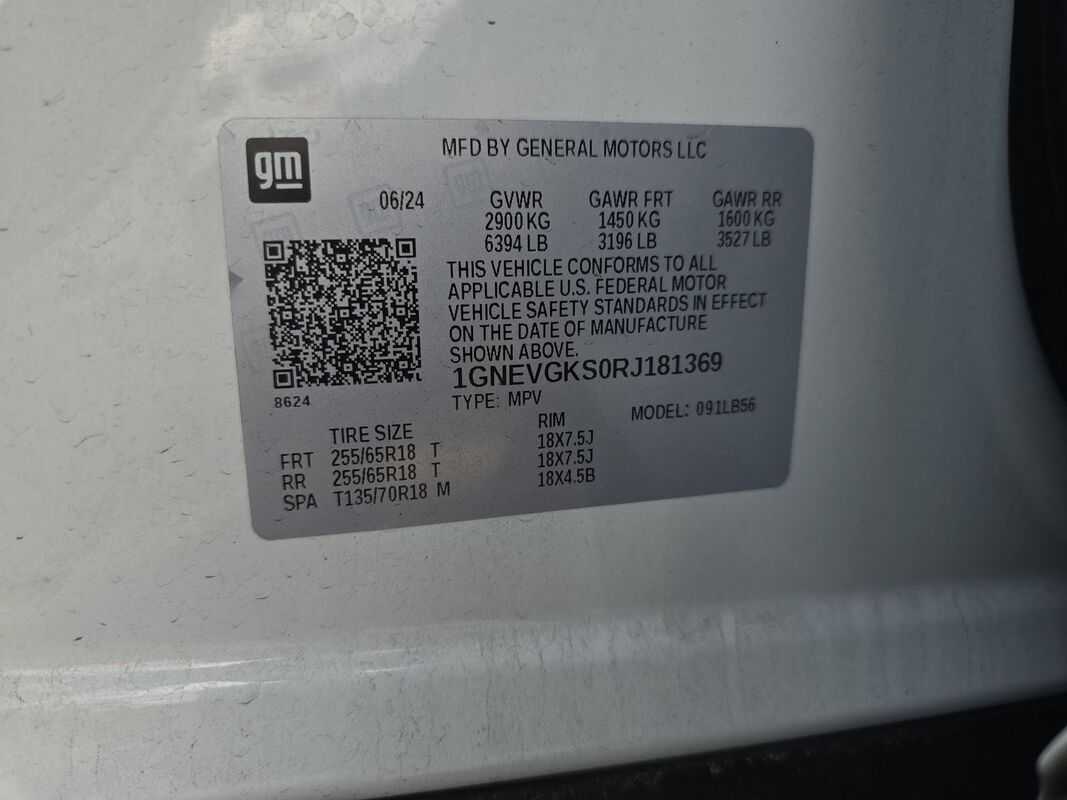 gm
MFD BY GENERAL MOTORS LLC
06/24 GVWR GAWR FRT GAWR RR
2900 KG 1450 KG 1600 KG
6394 LB 3196 LB 3527 LB
THIS VEHICLE CONFORMS TO ALL
APPLICABLE U.S. FEDERAL MOTOR
VEHICLE SAFETY STANDARDS IN EFFECT
ON THE DATE OF MANUFACTURE
SHOWN ABOVE.
1GNEVGKS0RJ181369
8624
TYPE: MPV MODEL: 091LB56
TIRE SIZE RIM
FRT 255/65R18 T 18X7.5J
RR 255/65R18 T 18X7.5J
SPA T135/70R18 M 18X4.5B